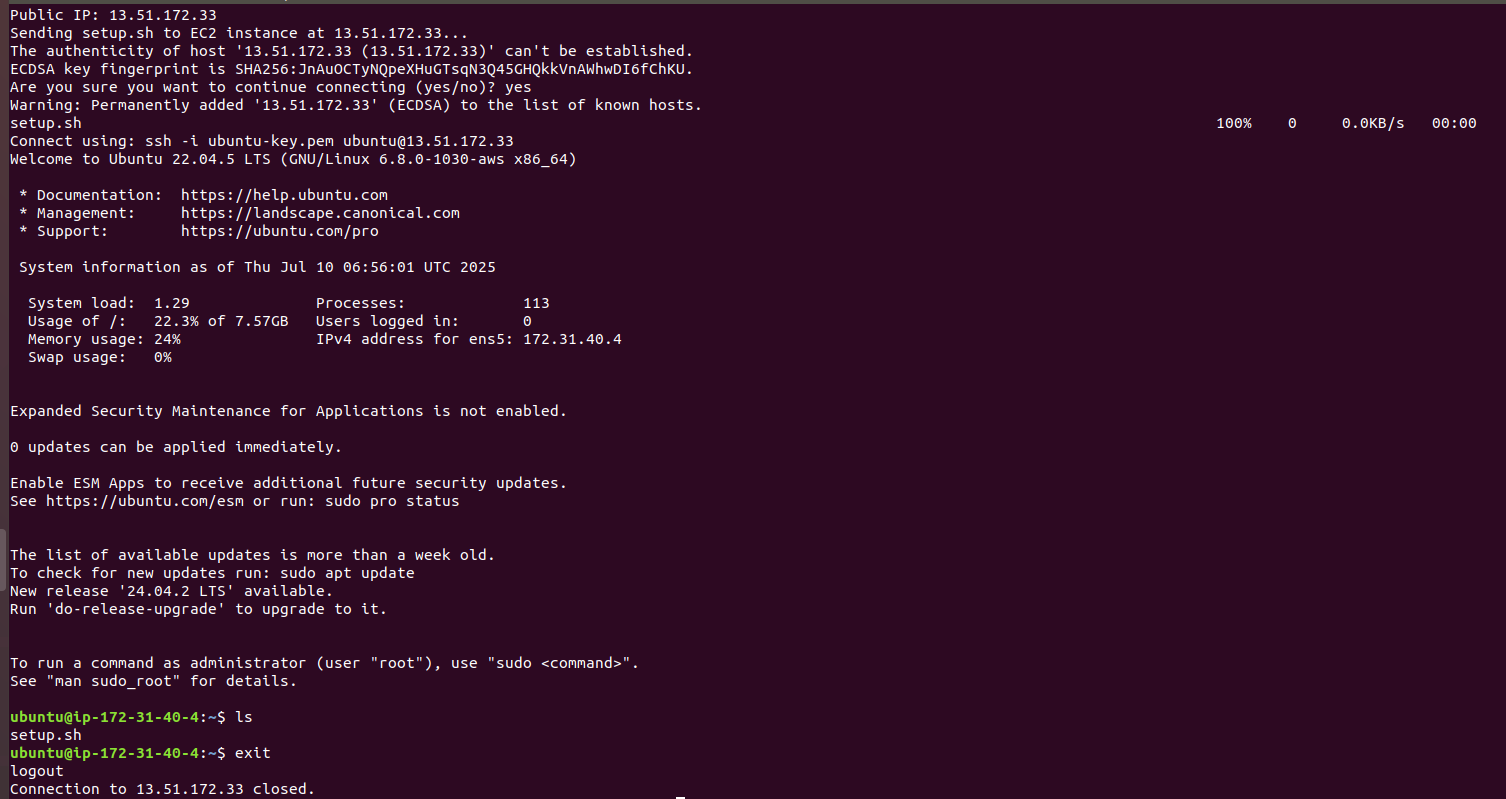 Public IP: 13.51.172.33
Sending setup.sh to EC2 instance at 13.51.172.33...
The authenticity of host '13.51.172.33 (13.51.172.33)' can't be established.
ECDSA key fingerprint is SHA256:JnAuOCTyNQpeXHuGTsqN3Q45GHQkkVnAWhwDI6fChKU.
Are you sure you want to continue connecting (yes/no)? yes
Warning: Permanently added '13.51.172.33' (ECDSA) to the list of known hosts.
setup.sh 100% 0 0.0KB/s 00:00
Connect using: ssh -i ubuntu-key.pem ubuntu@13.51.172.33
Welcome to Ubuntu 22.04.5 LTS (GNU/Linux 6.8.0-1030-aws x86_64)
* Documentation: https://help.ubuntu.com
* Management: https://landscape.canonical.com
* Support: https://ubuntu.com/pro
System information as of Thu Jul 10 06:56:01 UTC 2025
System load: 1.29 Processes: 113
Usage of /: 22.3% of 7.57GB Users logged in: 0
Memory usage: 24% IPv4 address for ens5: 172.31.40.4
Swap usage: 0%
Expanded Security Maintenance for Applications is not enabled.
0 updates can be applied immediately.
Enable ESM Apps to receive additional future security updates.
See https://ubuntu.com/esm or run: sudo pro status
The list of available updates is more than a week old.
To check for new updates run: sudo apt update
New release '24.04.2 LTS' available.
Run 'do-release-upgrade' to upgrade to it.
To run a command as administrator (user "root"), use "sudo <command>".
See "man sudo_root" for details.
ubuntu@ip-172-31-40-4:~$ ls
setup.sh
ubuntu@ip-172-31-40-4:~$ exit
logout
Connection to 13.51.172.33 closed.